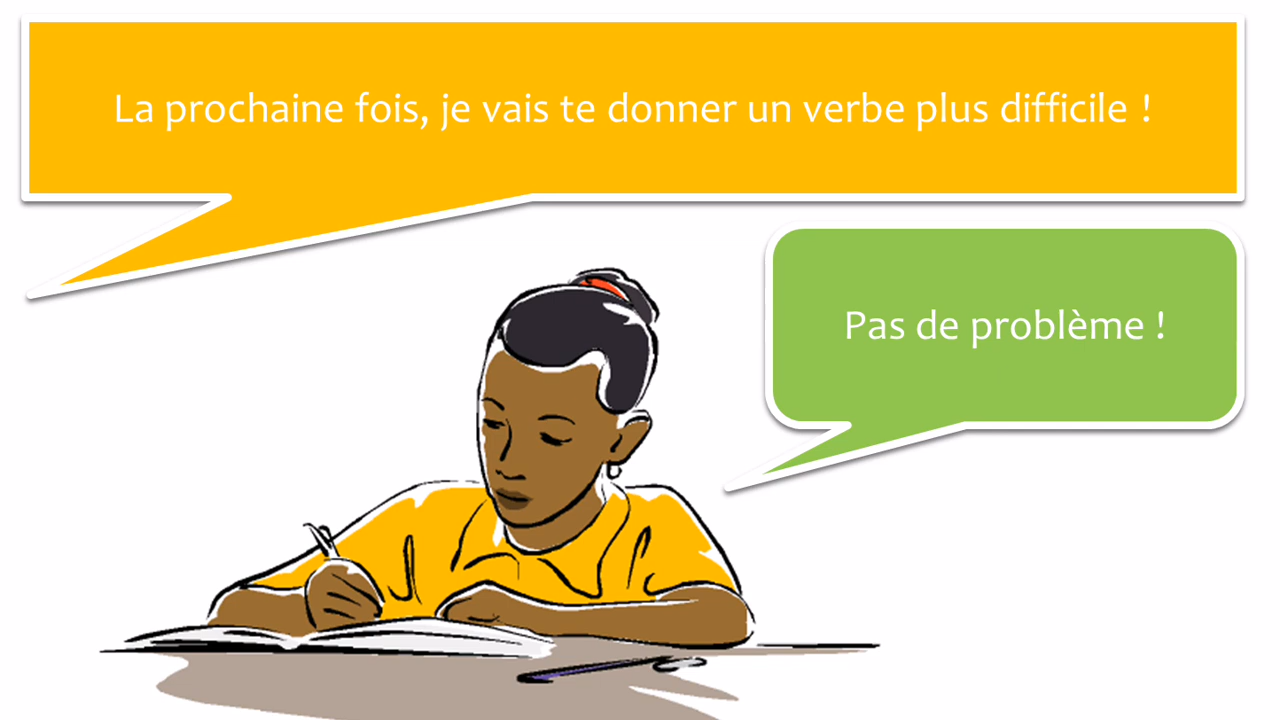 La prochaine fois, je vais te donner un verbe plus difficile !
Pas de problème !